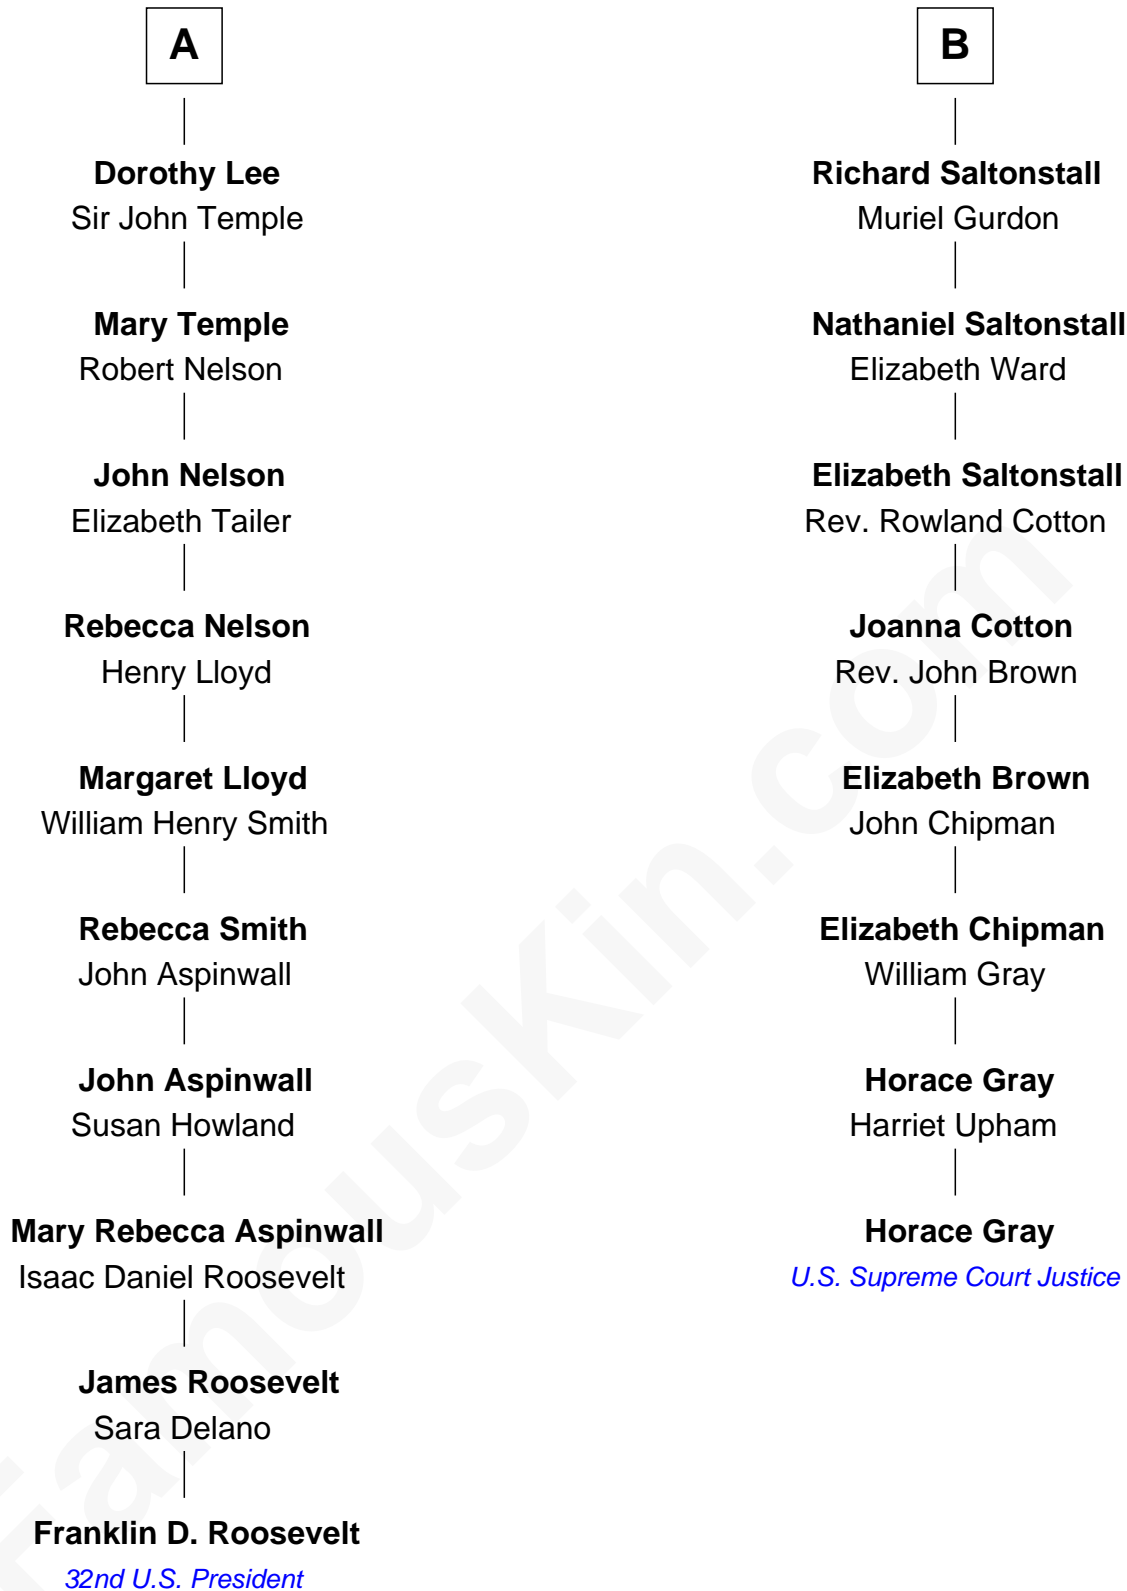 A
Dorothy Lee
Sir John Temple
Mary Temple
Robert Nelson
John Nelson
Elizabeth Tailer
Rebecca Nelson
Henry Lloyd
Margaret Lloyd
William Henry Smith
Rebecca Smith
John Aspinwall
John Aspinwall
Susan Howland
Mary Rebecca Aspinwall
Isaac Daniel Roosevelt
James Roosevelt
Sara Delano
Franklin D. Roosevelt
32nd U.S. President
B
Richard Saltonstall
Muriel Gurdon
Nathaniel Saltonstall
Elizabeth Ward
Elizabeth Saltonstall
Rev. Rowland Cotton
Joanna Cotton
Rev. John Brown
Elizabeth Brown
John Chipman
Elizabeth Chipman
William Gray
Horace Gray
Harriet Upham
Horace Gray
U.S. Supreme Court Justice
FamousKin.com